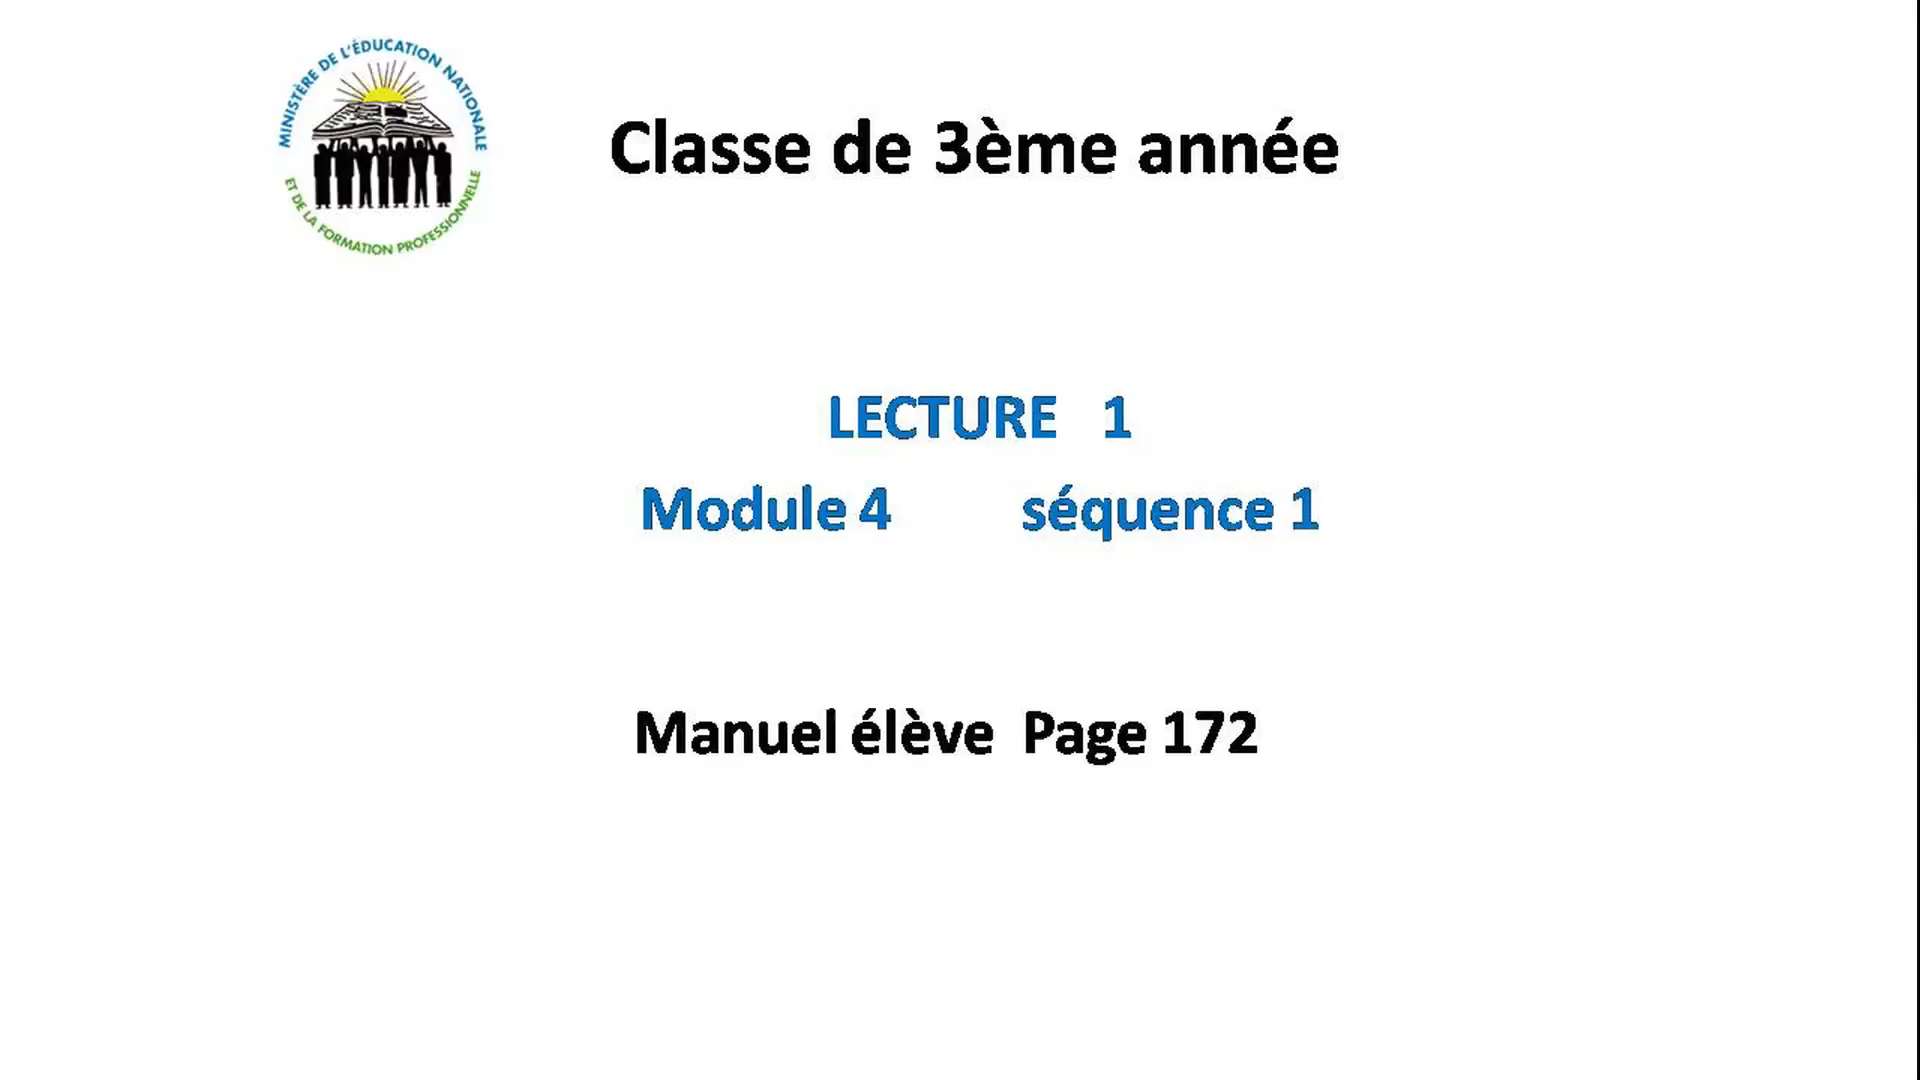 MINISTÈRE DE L'ÉDUCATION NATIONALE
ET DE LA FORMATION PROFESSIONNELLE
Classe de 3ème année
LECTURE 1
Module 4 séquence 1
Manuel élève Page 172